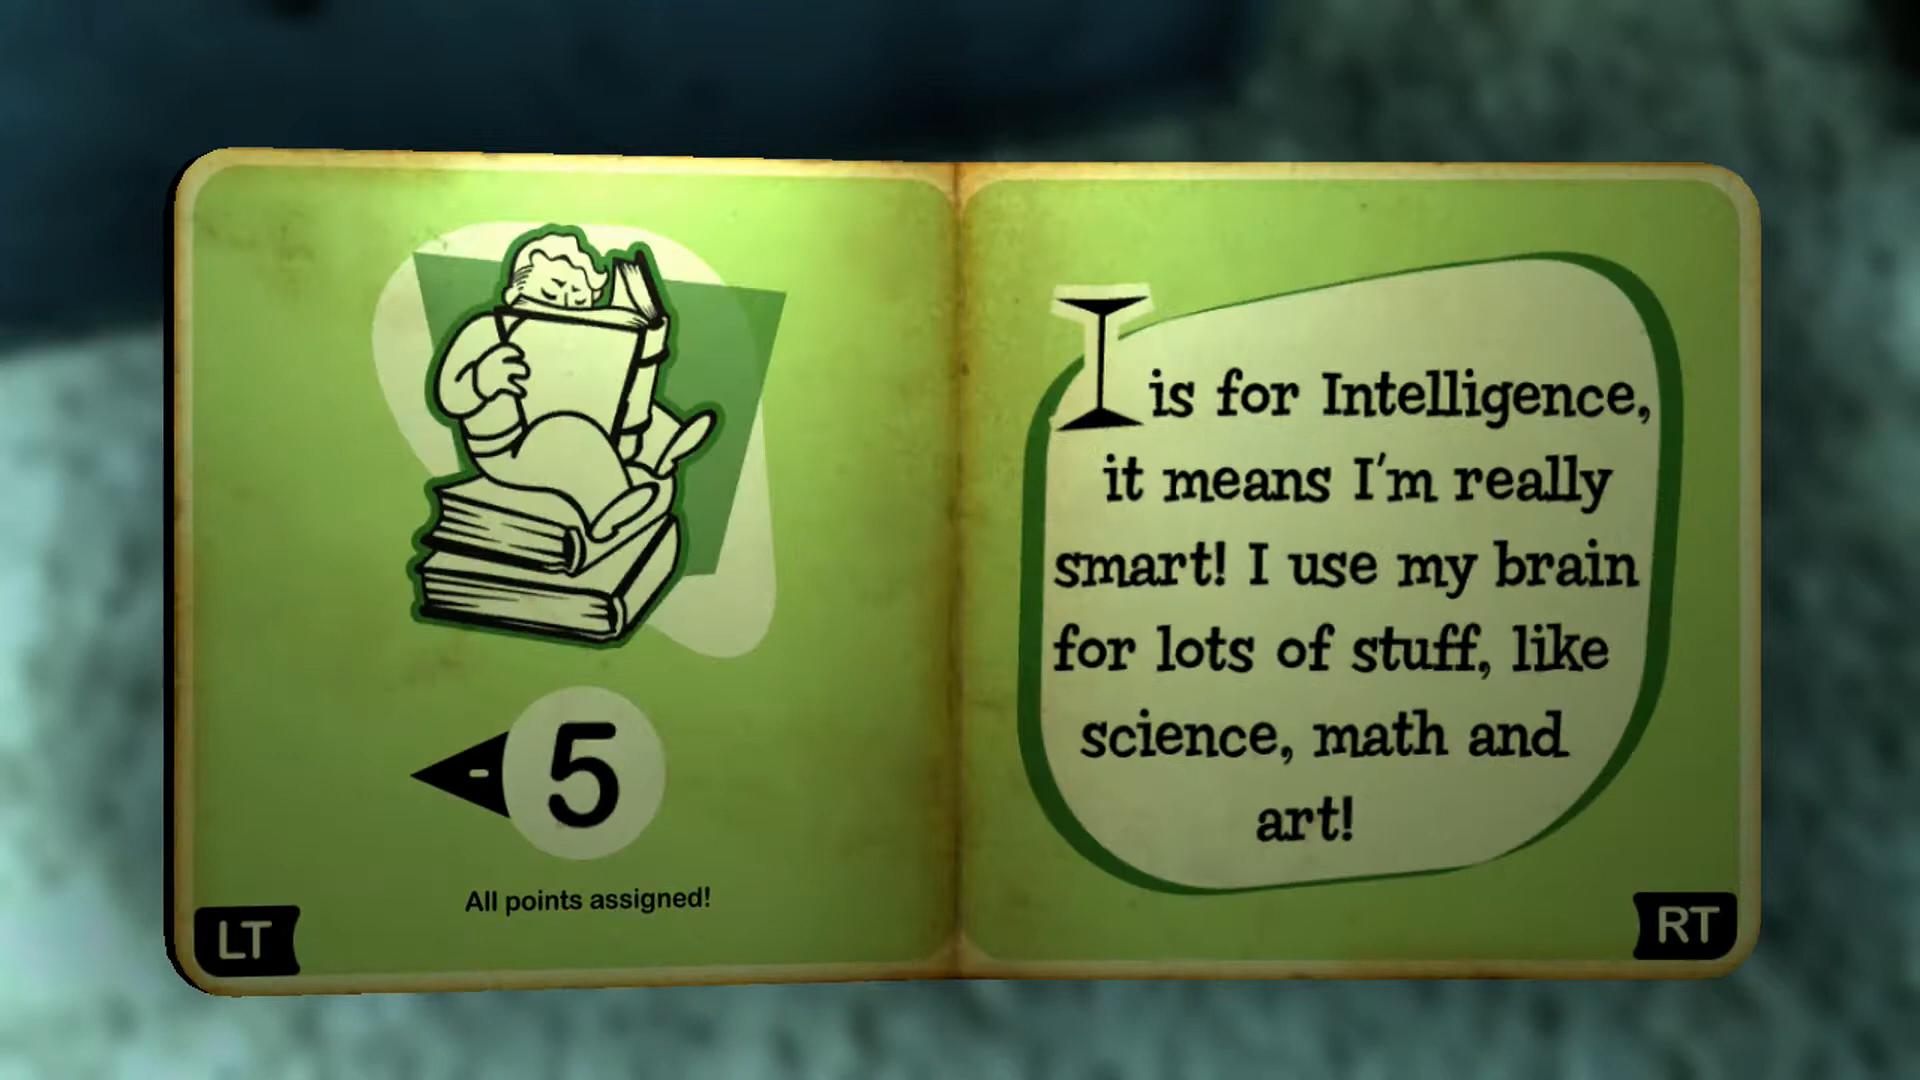 -
5
All points assigned!
LT
I is for Intelligence,
it means I'm really
smart! I use my brain
for lots of stuff, like
science, math and
art!
RT